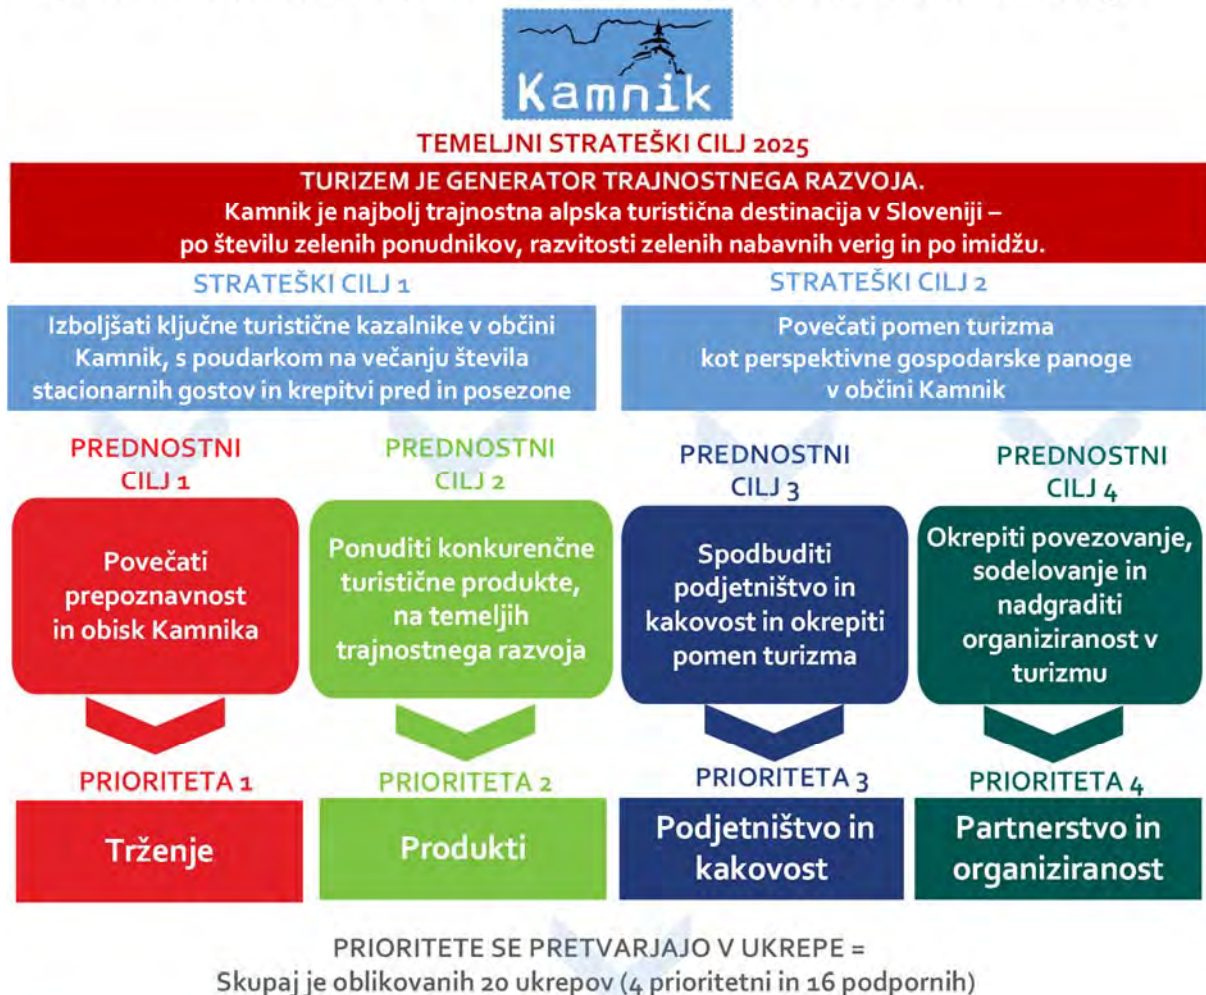 Kamnik
TEMELJNI STRATEŠKI CILJ 2025
TURIZEM JE GENERATOR TRAJNOSTNEGA RAZVOJA.
Kamnik je najbolj trajnostna alpska turistična destinacija v Sloveniji –
po številu zelenih ponudnikov, razvitosti zelenih nabavnih verig in po imidžu.
STRATEŠKI CILJ 1
Izboljšati ključne turistične kazalnike v občini
Kamnik, s poudarkom na večanju števila
stacionarnih gostov in krepitvi pred in posezone
STRATEŠKI CILJ 2
Povečati pomen turizma
kot perspektivne gospodarske panoge
v občini Kamnik
PREDNOSTNI
CILJ 1
Povečati
prepoznavnost
in obisk Kamnika
PRIORITETA 1
Trženje
PREDNOSTNI
CILJ 2
Ponuditi konkurenčne
turistične produkte,
na temeljih
trajnostnega razvoja
PRIORITETA 2
Produkti
PREDNOSTNI
CILJ 3
Spodbuditi
podjetništvo in
kakovost in okrepiti
pomen turizma
PRIORITETA 3
Podjetništvo in
kakovost
PREDNOSTNI
CILJ 4
Okrepiti povezovanje,
sodelovanje in
nadgraditi
organiziranost v
turizmu
PRIORITETA 4
Partnerstvo in
organiziranost
PRIORITETE SE PRETVARJAJO V UKREPE =
Skupaj je oblikovanih 20 ukrepov (4 prioritetni in 16 podpornih)